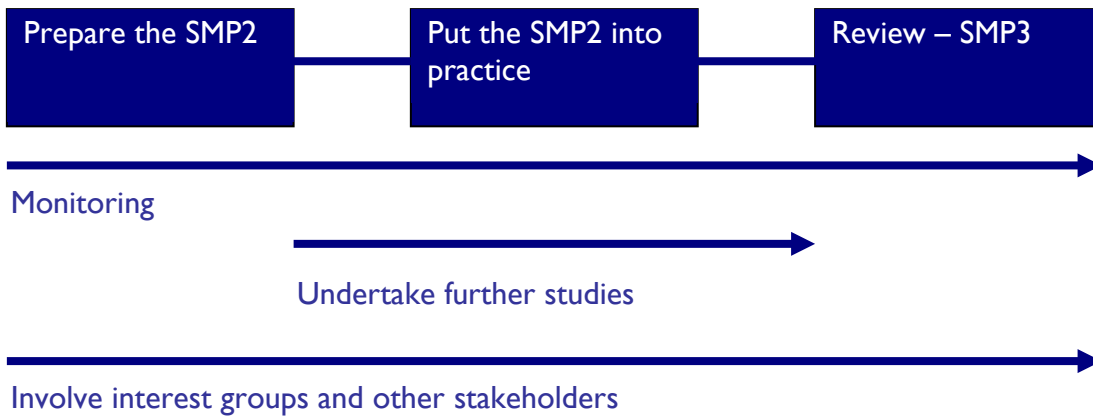 Prepare the SMP2
Put the SMP2 into
practice
Review – SMP3
Monitoring
Undertake further studies
Involve interest groups and other stakeholders